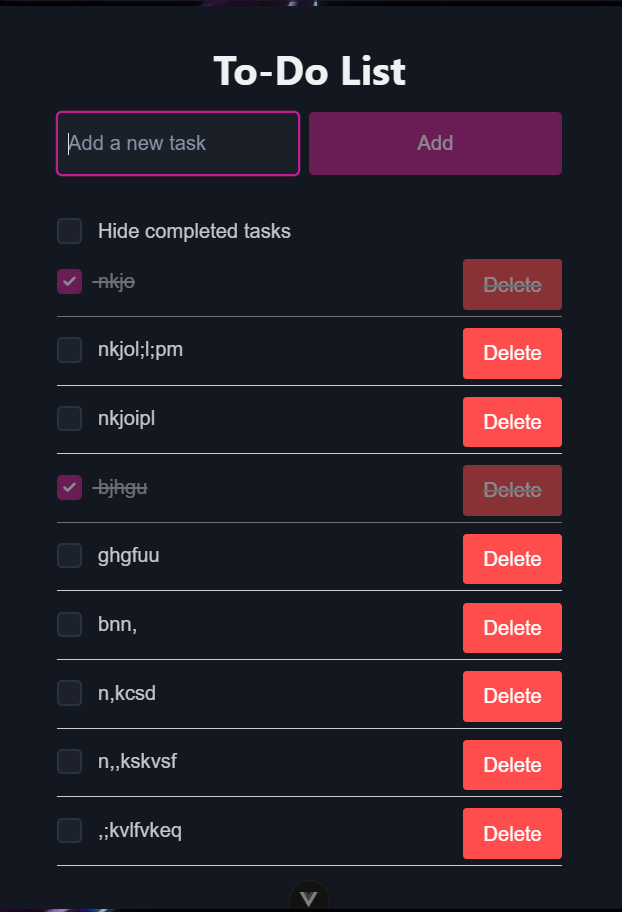 To-Do List
Add a new task
Add
Hide completed tasks
nkjo Delete
nkjol;l;pm Delete
nkjoipl Delete
bjhgu Delete
ghgfuu Delete
bnn, Delete
n,kcsd Delete
n,,kskvsf Delete
,;kvlfvkeq Delete